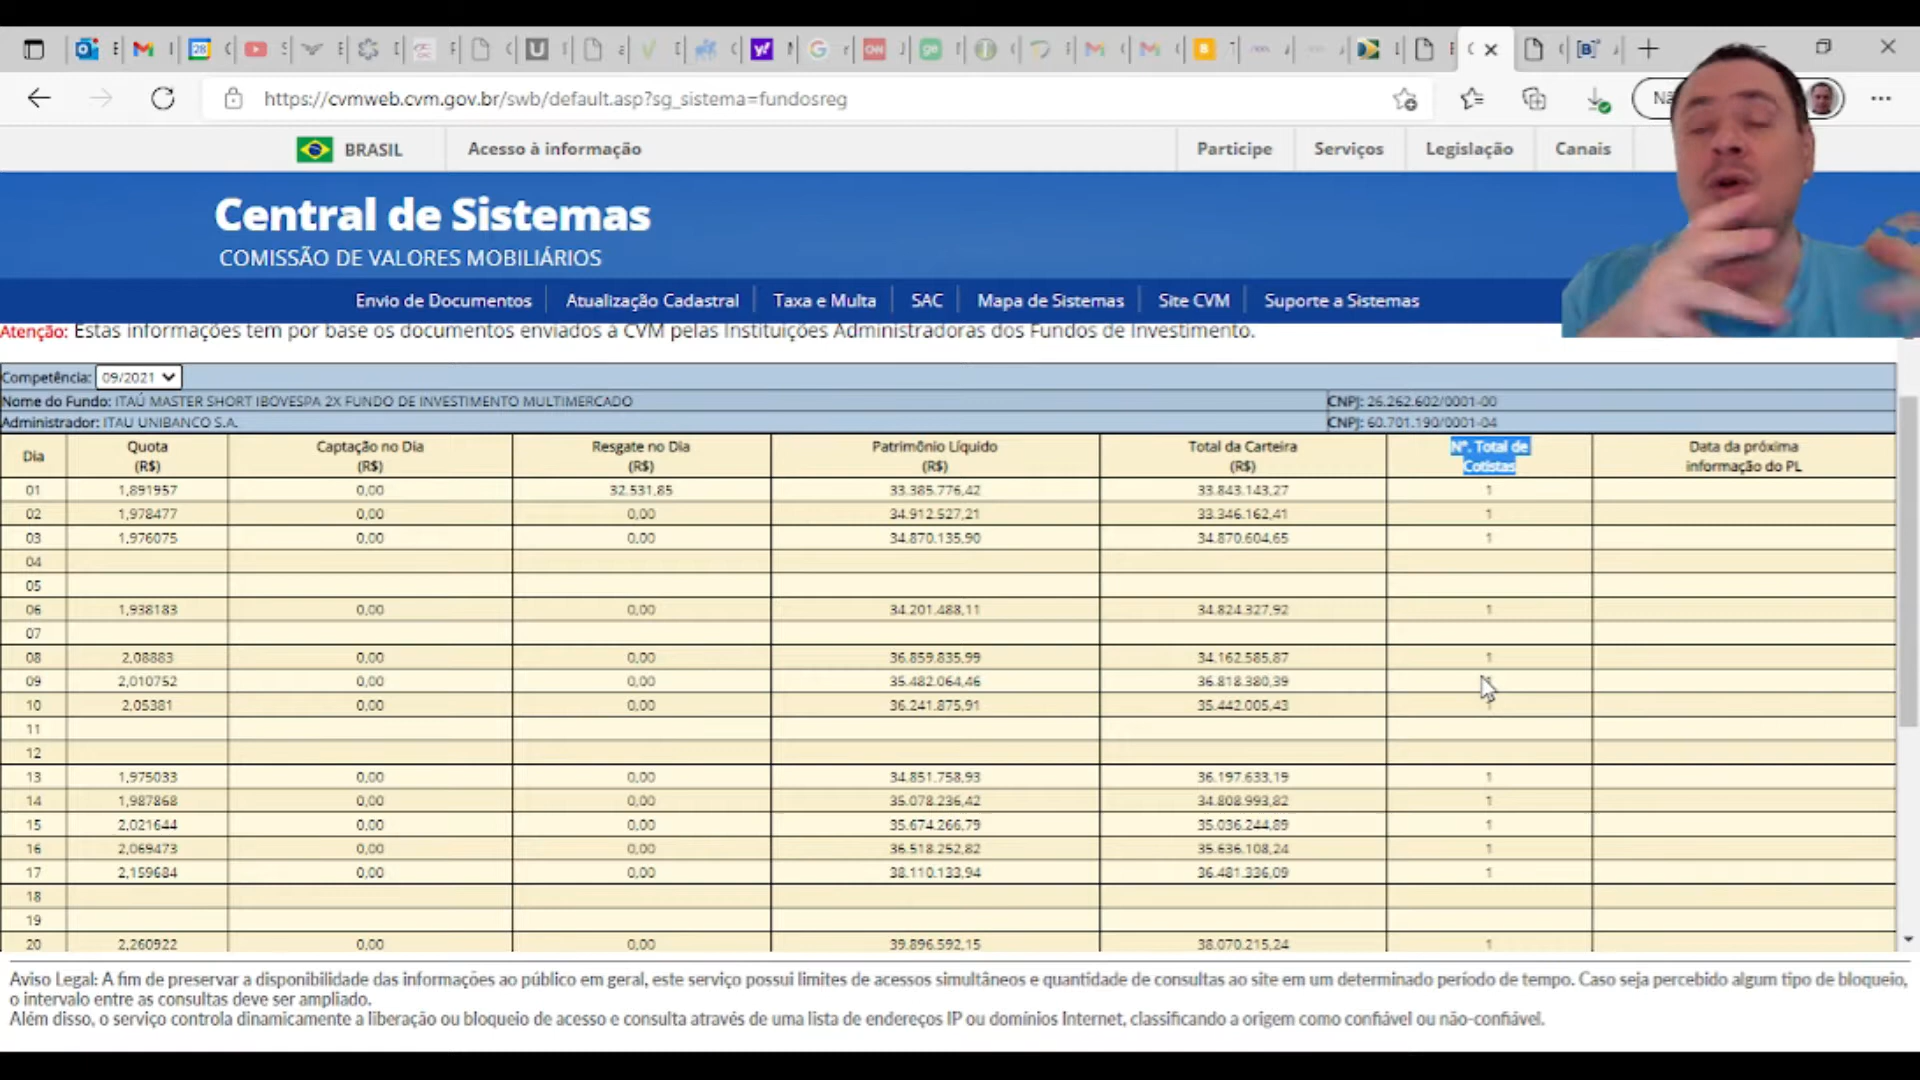 https://cvmweb.cvm.gov.br/swb/default.asp?sg_sistema=fundosreg
BRASIL Acesso à informação Participe Serviços Legislação Canais
Central de Sistemas
COMISSÃO DE VALORES MOBILIÁRIOS
Envio de Documentos Atualização Cadastral Taxa e Multa SAC Mapa de Sistemas Site CVM Suporte a Sistemas
Atenção: Estas informações tem por base os documentos enviados à CVM pelas Instituições Administradoras dos Fundos de Investimento.
Competência: 09/2021
Nome do Fundo: ITAÚ MASTER SHORT IBOVESPA 2X FUNDO DE INVESTIMENTO MULTIMERCADO CNPJ: 26.262.602/0001-00
Administrador: ITAU UNIBANCO S.A. CNPJ: 60.701.190/0001-04
Dia Quota (R$) Captação no Dia (R$) Resgate no Dia (R$) Patrimônio Líquido (R$) Total da Carteira (R$) Nº. Total de Cotistas Data da próxima informação do PL
01 1,891957 0,00 32.531,85 33.385.776,42 33.843.143,27 1
02 1,978477 0,00 0,00 34.912.527,21 33.346.162,41 1
03 1,976075 0,00 0,00 34.870.135,90 34.870.604,65 1
04
05
06 1,938183 0,00 0,00 34.201.488,11 34.824.327,92 1
07
08 2,08883 0,00 0,00 36.859.835,99 34.162.585,87 1
09 2,010752 0,00 0,00 35.482.064,46 36.818.380,39
10 2,05381 0,00 0,00 36.241.875,91 35.442.005,43 1
11
12
13 1,975033 0,00 0,00 34.851.758,93 36.197.633,19 1
14 1,987868 0,00 0,00 35.078.236,42 34.808.993,82 1
15 2,021644 0,00 0,00 35.674.266,79 35.036.244,89 1
16 2,069473 0,00 0,00 36.518.252,82 35.636.108,24 1
17 2,159684 0,00 0,00 38.110.133,94 36.481.336,09 1
18
19
20 2,260922 0,00 0,00 39.896.592,15 38.070.215,24 1
Aviso Legal: A fim de preservar a disponibilidade das informações ao público em geral, este serviço possui limites de acessos simultâneos e quantidade de consultas ao site em um determinado período de tempo. Caso seja percebido algum tipo de bloqueio,
o intervalo entre as consultas deve ser ampliado.
Além disso, o serviço controla dinamicamente a liberação ou bloqueio de acesso e consulta através de uma lista de endereços IP ou domínios Internet, classificando a origem como confiável ou não-confiável.